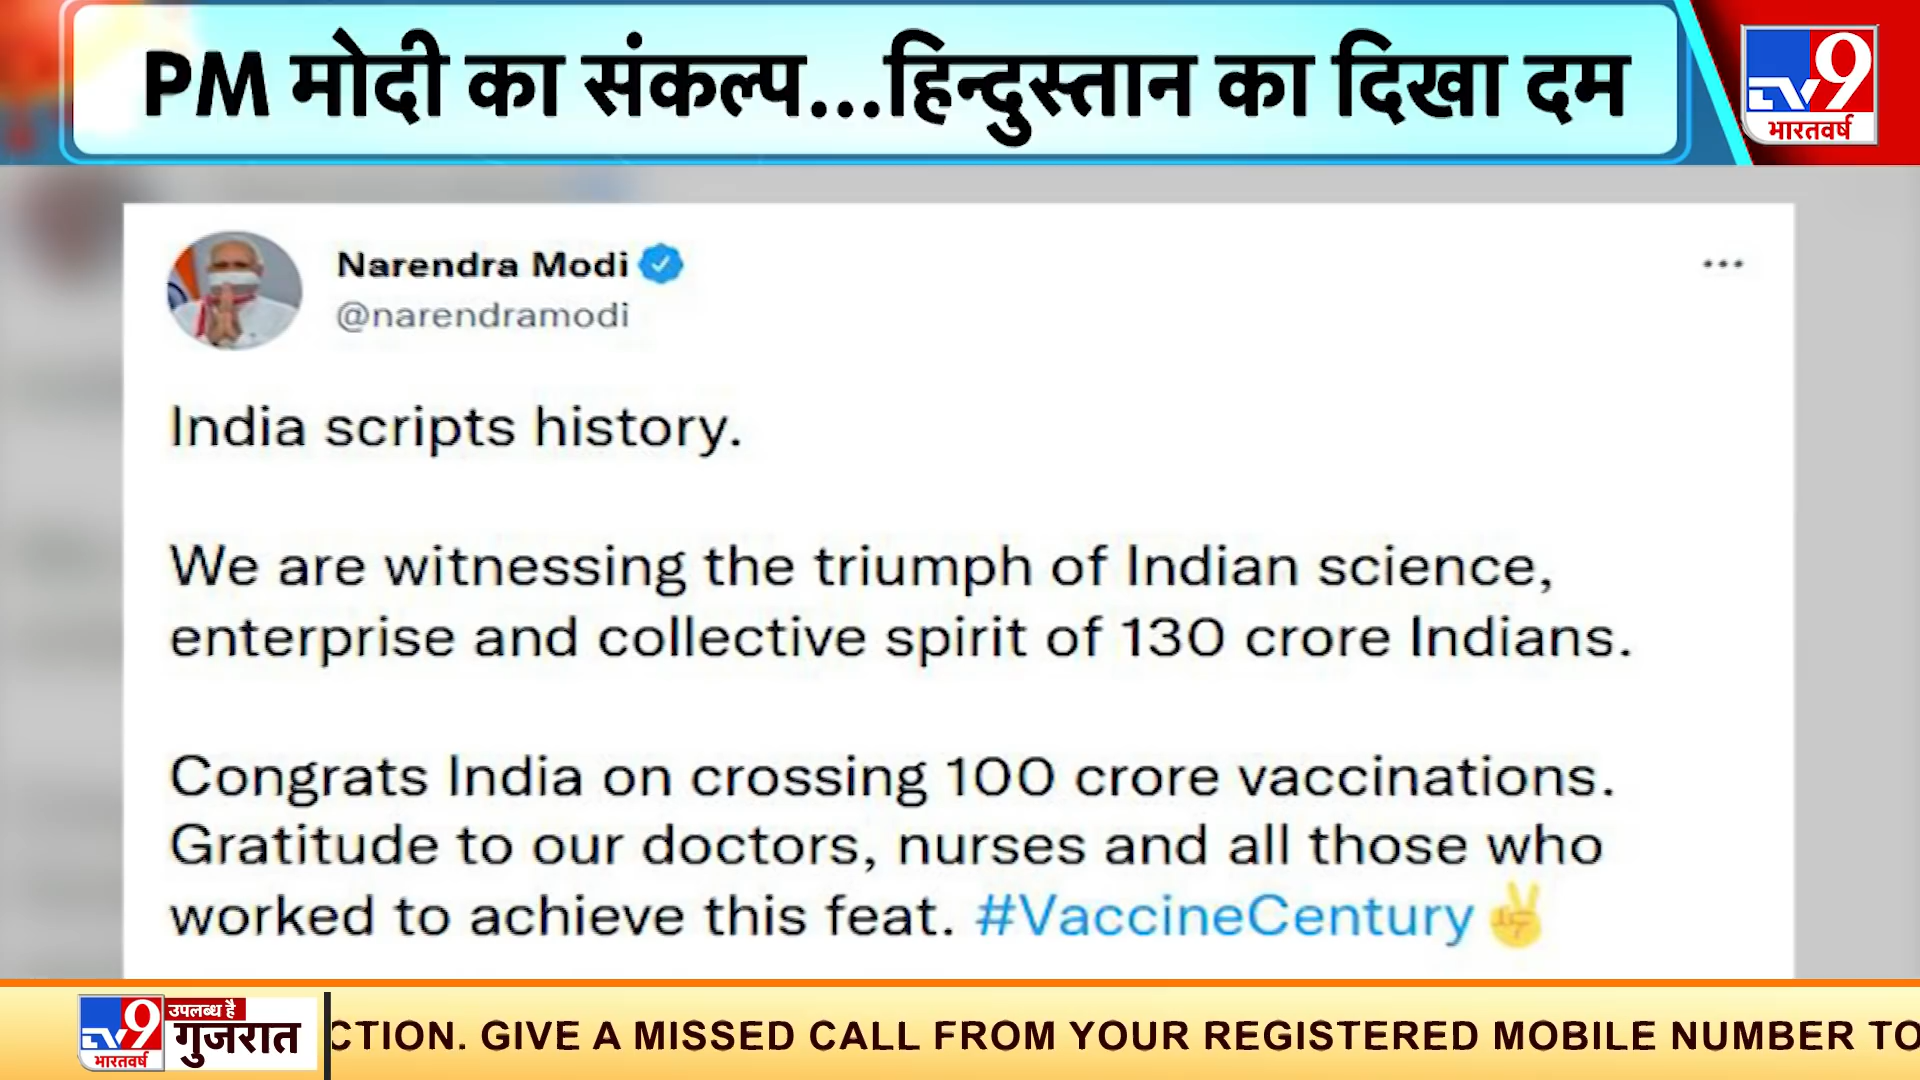 PM मोदी का संकल्प...हिन्दुस्तान का दिखा दम
TV9
भारतवर्ष
Narendra Modi
@narendramodi
India scripts history.
We are witnessing the triumph of Indian science,
enterprise and collective spirit of 130 crore Indians.
Congrats India on crossing 100 crore vaccinations.
Gratitude to our doctors, nurses and all those who
worked to achieve this feat. #VaccineCentury✌
TV9
भारतवर्ष
उपलब्ध है
गुजरात
CTION. GIVE A MISSED CALL FROM YOUR REGISTERED MOBILE NUMBER TO